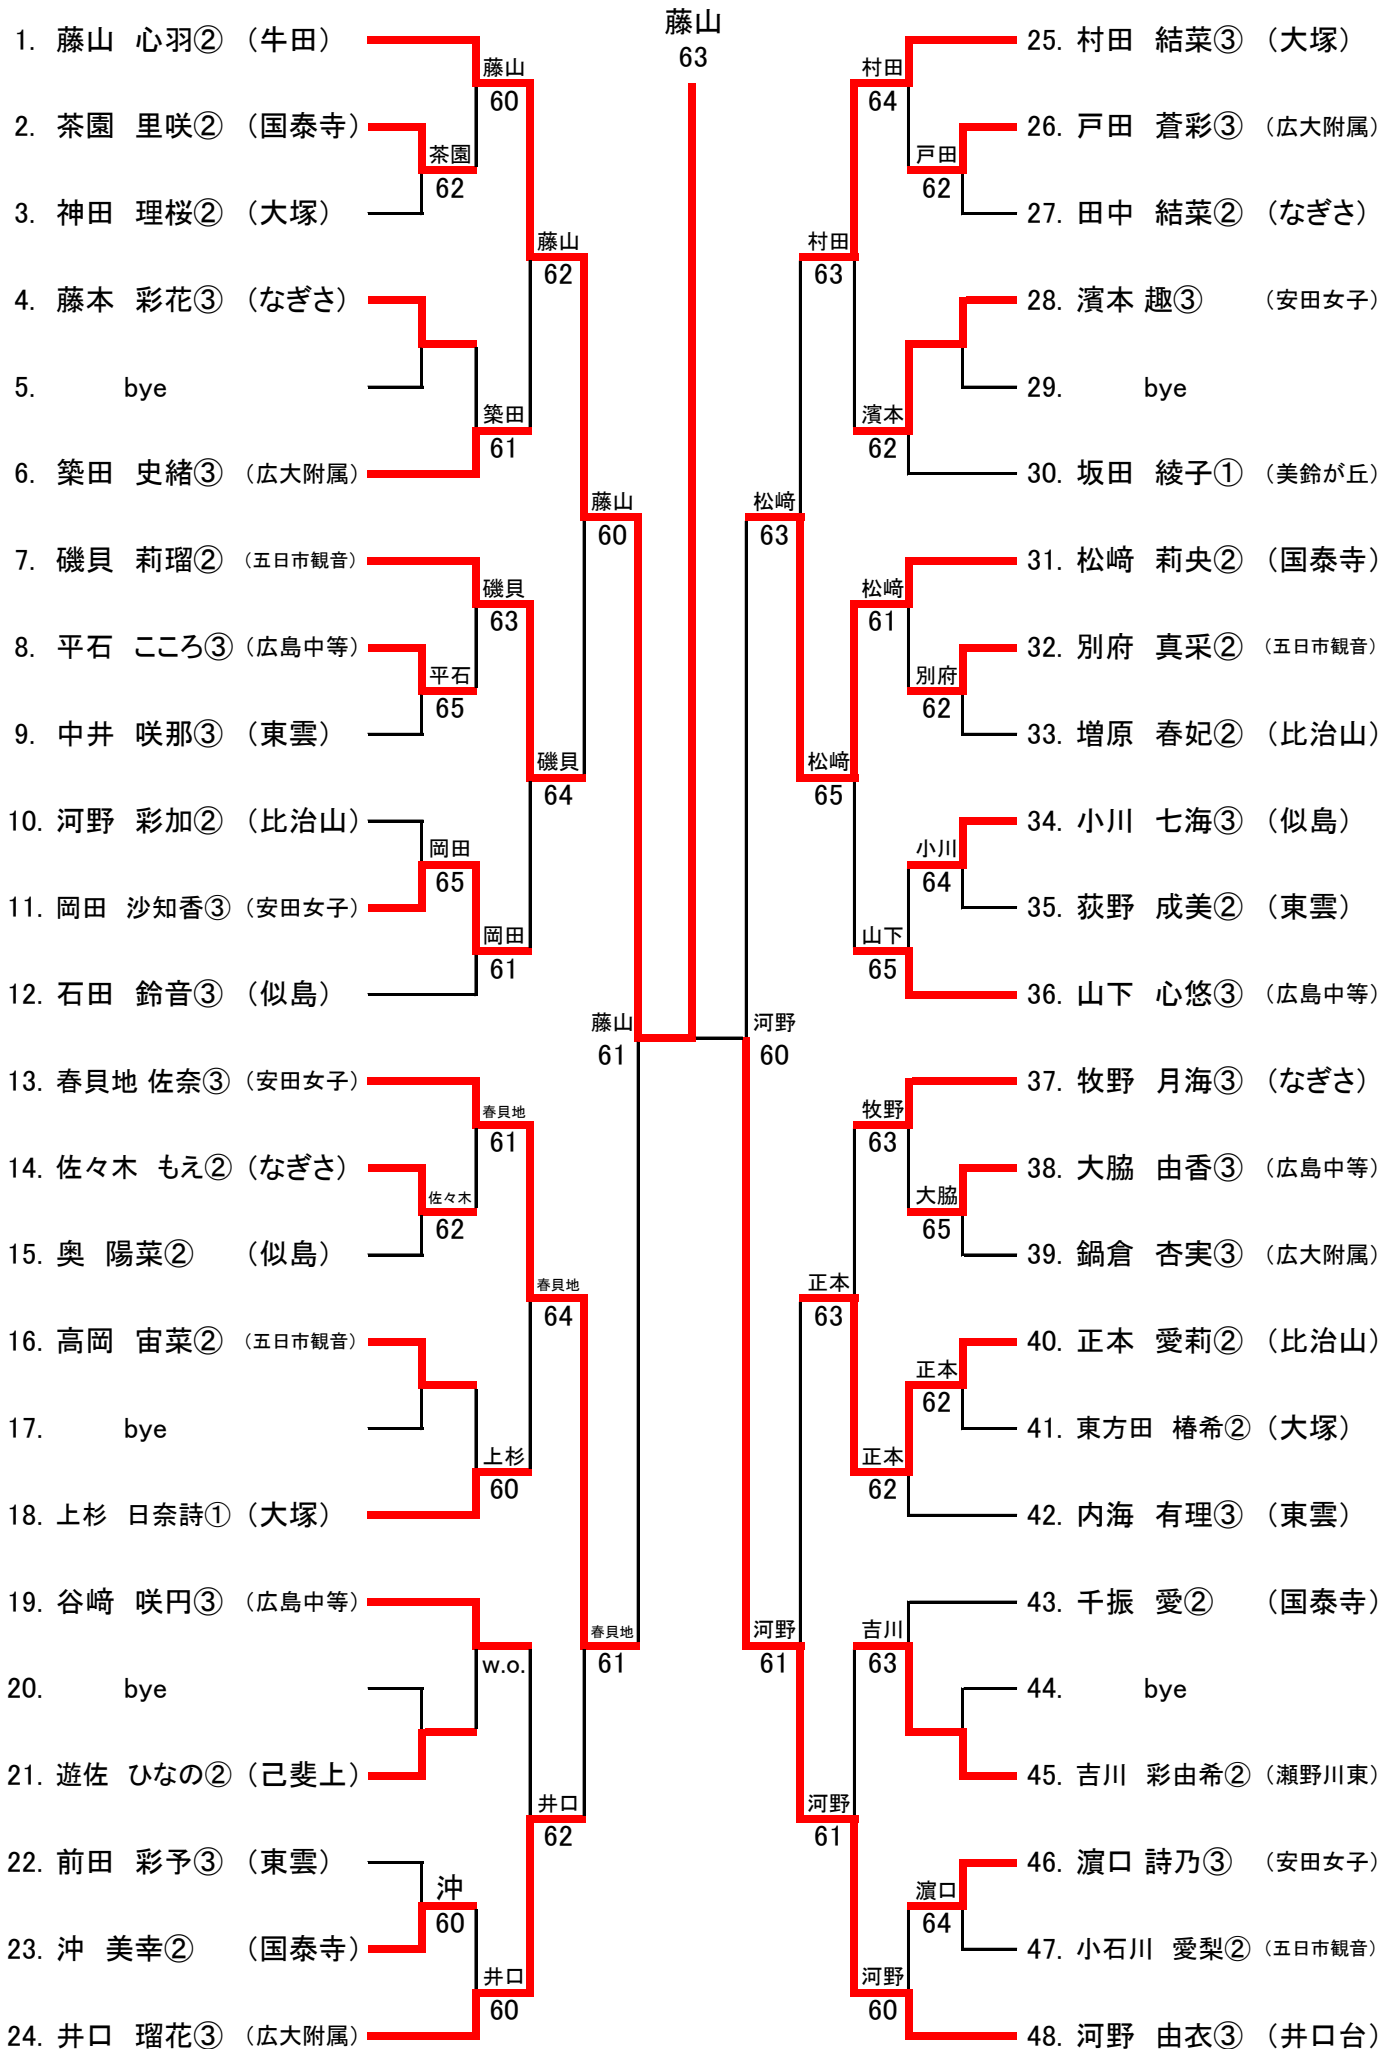 藤山
63
1. 藤山 心羽② （牛田）
2. 茶園 里咲② （国泰寺）
3. 神田 理桜② （大塚）
4. 藤本 彩花③ （なぎさ）
5. bye
6. 築田 史緒③ （広大附属）
7. 磯貝 莉瑠② （五日市観音）
8. 平石 こころ③ （広島中等）
9. 中井 咲那③ （東雲）
10. 河野 彩加② （比治山）
11. 岡田 沙知香③ （安田女子）
12. 石田 鈴音③ （似島）
13. 春貝地 佐奈③ （安田女子）
14. 佐々木 もえ② （なぎさ）
15. 奥 陽菜② （似島）
16. 高岡 宙菜② （五日市観音）
17. bye
18. 上杉 日奈詩① （大塚）
19. 谷﨑 咲円③ （広島中等）
20. bye
21. 遊佐 ひなの② （己斐上）
22. 前田 彩予③ （東雲）
23. 沖 美幸② （国泰寺）
24. 井口 瑠花③ （広大附属）
茶園
62
平石
65
岡田
65
佐々木
62
沖
60
藤山
60
築田
61
磯貝
63
岡田
61
春貝地
61
上杉
60
w.o.
井口
60
藤山
62
磯貝
64
春貝地
64
井口
62
藤山
60
春貝地
61
藤山
61
河野
60
松﨑
63
河野
61
村田
63
松﨑
65
正本
63
河野
61
村田
64
濱本
62
松﨑
61
山下
65
牧野
63
正本
62
吉川
63
河野
60
戸田
62
別府
62
小川
64
大脇
65
正本
62
濵口
64
25. 村田 結菜③ （大塚）
26. 戸田 蒼彩③ （広大附属）
27. 田中 結菜② （なぎさ）
28. 濱本 趣③ （安田女子）
29. bye
30. 坂田 綾子① （美鈴が丘）
31. 松﨑 莉央② （国泰寺）
32. 別府 真采② （五日市観音）
33. 増原 春妃② （比治山）
34. 小川 七海③ （似島）
35. 荻野 成美② （東雲）
36. 山下 心悠③ （広島中等）
37. 牧野 月海③ （なぎさ）
38. 大脇 由香③ （広島中等）
39. 鍋倉 杏実③ （広大附属）
40. 正本 愛莉② （比治山）
41. 東方田 椿希② （大塚）
42. 内海 有理③ （東雲）
43. 千振 愛② （国泰寺）
44. bye
45. 吉川 彩由希② （瀬野川東）
46. 濵口 詩乃③ （安田女子）
47. 小石川 愛梨② （五日市観音）
48. 河野 由衣③ （井口台）